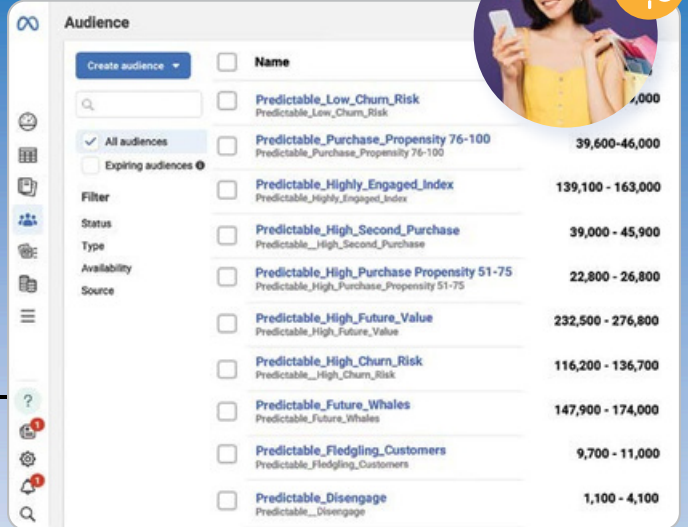 Audience
Create audience
Name
All audiences
Expiring audiences
Filter
Status
Type
Availability
Source
Predictable_Low_Churn_Risk
Predictable_Low_Churn_Risk
Predictable_Purchase_Propensity 76-100
Predictable_Purchase_Propensity 76-100
39,600-46,000
Predictable_Highly_Engaged_Index
Predictable_Highly_Engaged_Index
139,100 - 163,000
Predictable_High_Second_Purchase
Predictable__High_Second_Purchase
39,000 - 45,900
Predictable_High_Purchase Propensity 51-75
Predictable_High_Purchase_Propensity 51-75
22,800 - 26,800
Predictable_High_Future_Value
Predictable_High_Future_Value
232,500 - 276,800
Predictable_High_Churn_Risk
Predictable__High_Churn_Risk
116,200 - 136,700
Predictable_Future_Whales
Predictable_Future_Whales
147,900 - 174,000
Predictable_Fledgling_Customers
Predictable_Fledgling_Customers
9,700 - 11,000
Predictable_Disengage
Predictable__Disengage
1,100 - 4,100
?
1
1